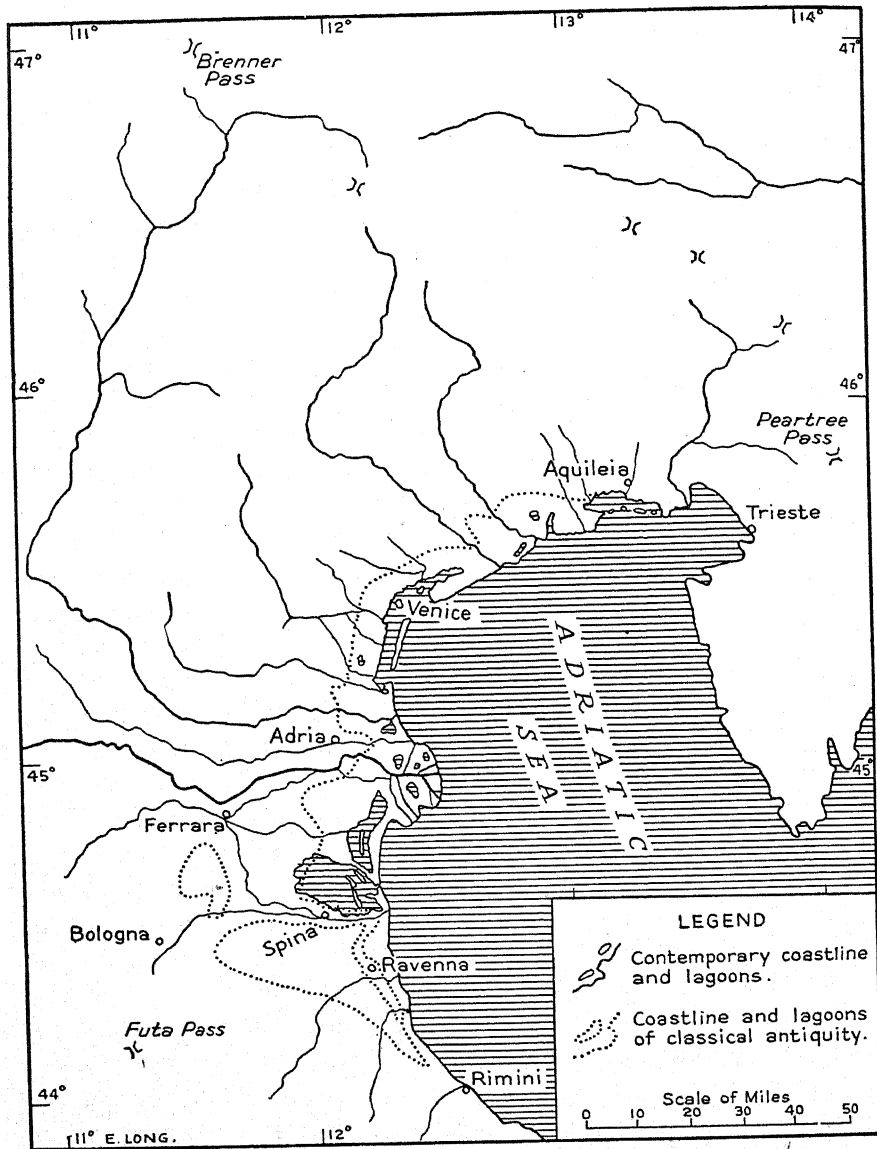 11° 12° 13° 14°
47° 47°
Brenner
Pass
46° 46°
Peartree
Pass
Aquileia
Trieste
Venice
ADRIATIC
SEA
Adria
45° 45°
Ferrara
Bologna
Spina
Ravenna
Futa Pass
Rimini
44°
11° E. LONG. 12°
LEGEND
Contemporary coastline
and lagoons.
Coastline and lagoons
of classical antiquity.
Scale of Miles
0 10 20 30 40 50